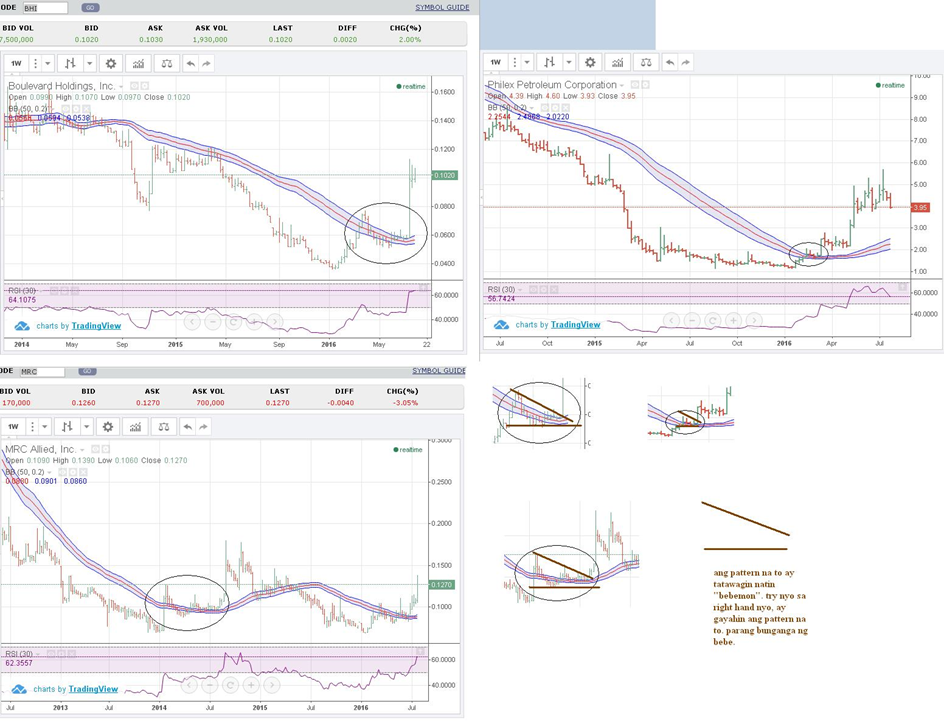 ODE BHI GO SYMBOL GUIDE
BID VOL BID ASK ASK VOL LAST DIFF CHG(%)
7,500,000 0.1020 0.1030 1,930,000 0.1020 0.0020 2.00%
1W
Boulevard Holdings, Inc.
realtime
Open 0.0990 High 0.1070 Low 0.0970 Close 0.1020
BB (50, 0.2)
0.0594 0.0538
0.1600
0.1400
0.1200
0.1020
0.0800
0.0600
0.0400
RSI (30)
64.1075
60.0000
40.0000
charts by TradingView
2014 May Sep 2015 May Sep 2016 May 22
1W
Philex Petroleum Corporation
realtime
Open 4.39 High 4.60 Low 3.93 Close 3.95
BB (50, 0.2)
2.2544 2.4868 2.0220
10.00
9.00
8.00
7.00
6.00
5.00
3.95
3.00
2.00
1.00
RSI (30)
56.7424
60.0000
40.0000
charts by TradingView
Jul Oct 2015 Apr Jul Oct 2016 Apr Jul
ODE MRC GO SYMBOL GUIDE
BID VOL BID ASK ASK VOL LAST DIFF CHG(%)
170,000 0.1260 0.1270 700,000 0.1270 -0.0040 -3.05%
1W
MRC Allied, Inc.
realtime
Open 0.1090 High 0.1390 Low 0.1060 Close 0.1270
BB (50, 0.2)
0.0880 0.0901 0.0860
0.3000
0.2500
0.2000
0.1500
0.1270
0.1000
RSI (30)
62.3557
60.0000
40.0000
charts by TradingView
Jul 2013 Jul 2014 Jul 2015 Jul 2016 Jul
ang pattern na to ay
tatawagin natin
"bebemon". try nyo sa
right hand nyo, ay
gayahin ang pattern na
to. parang bunganga ng
bebe.